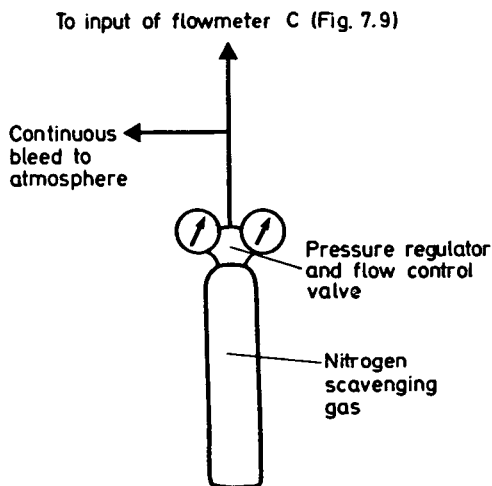 To input of flowmeter C (Fig. 7.9)
Continuous
bleed to
atmosphere
Pressure regulator
and flow control
valve
Nitrogen
scavenging
gas